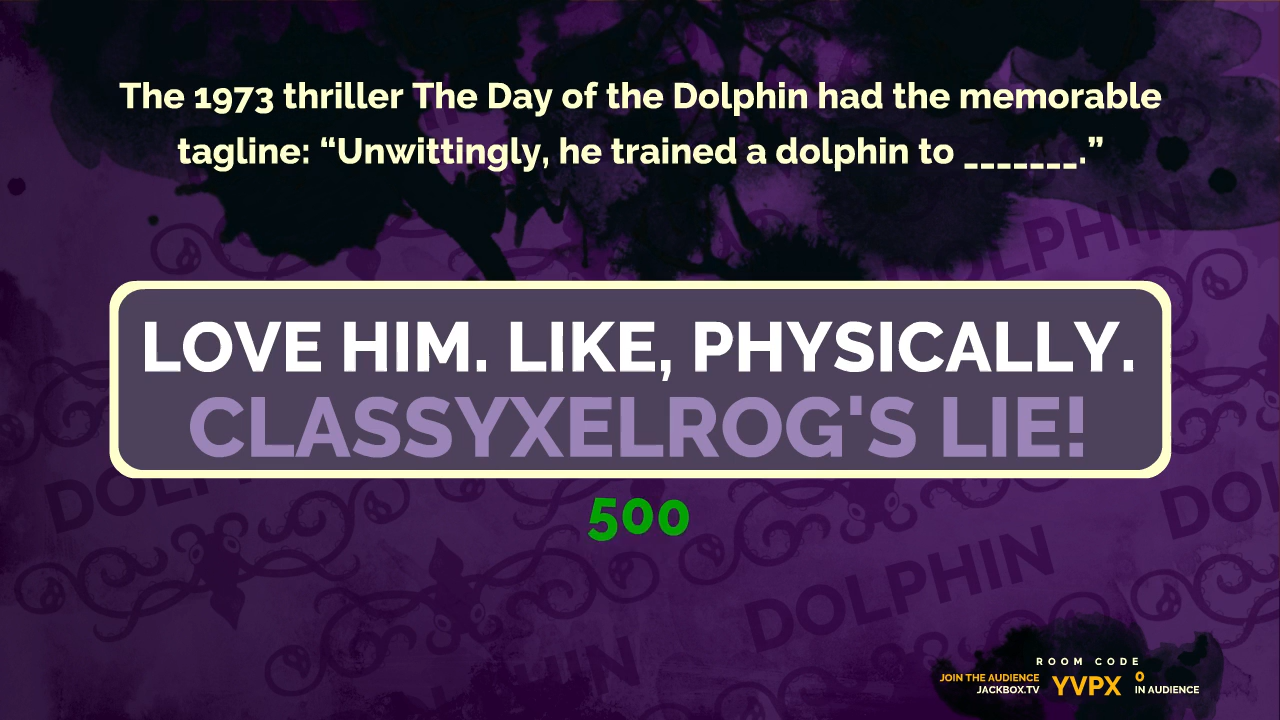 The 1973 thriller The Day of the Dolphin had the memorable
tagline: “Unwittingly, he trained a dolphin to _______.”
DOLPHIN
LOVE HIM. LIKE, PHYSICALLY.
CLASSYXELROG'S LIE!
500
DOLPHIN
ROOM CODE
JOIN THE AUDIENCE
JACKBOX.TV
YVPX
0
IN AUDIENCE